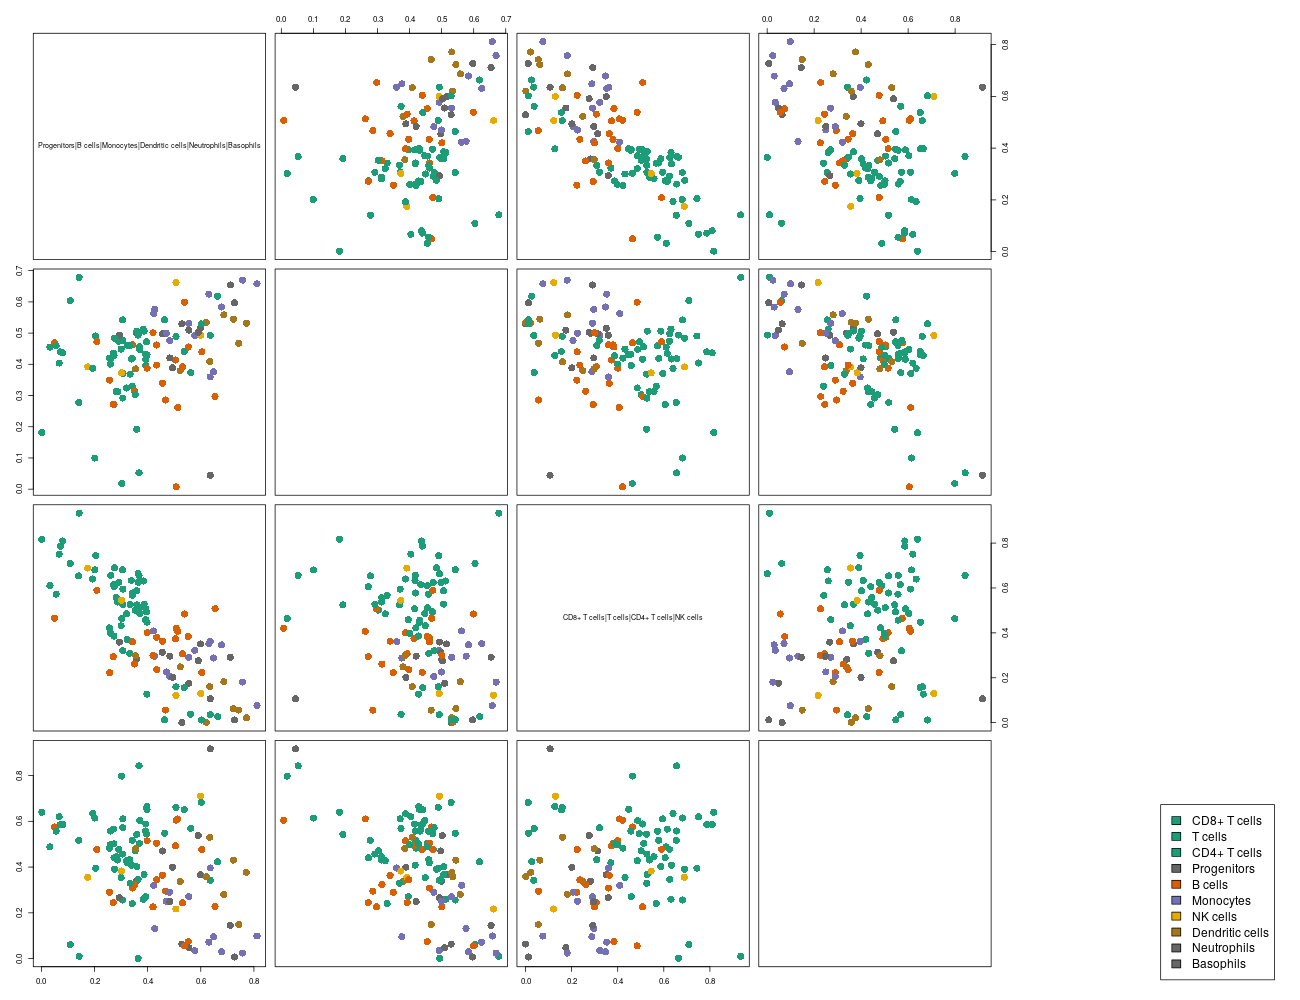 0.0 0.1 0.2 0.3 0.4 0.5 0.6 0.7
0.0 0.2 0.4 0.6 0.8
Progenitors|B cells|Monocytes|Dendritic cells|Neutrophils|Basophils
0.8
0.6
0.4
0.2
0.0
0.7
0.6
0.5
0.4
0.3
0.2
0.1
0.0
CD8+ T cells|T cells|CD4+ T cells|NK cells
0.8
0.6
0.4
0.2
0.0
0.8
0.6
0.4
0.2
0.0
0.0 0.2 0.4 0.6 0.8
0.0 0.2 0.4 0.6 0.8
CD8+ T cells
T cells
CD4+ T cells
Progenitors
B cells
Monocytes
NK cells
Dendritic cells
Neutrophils
Basophils